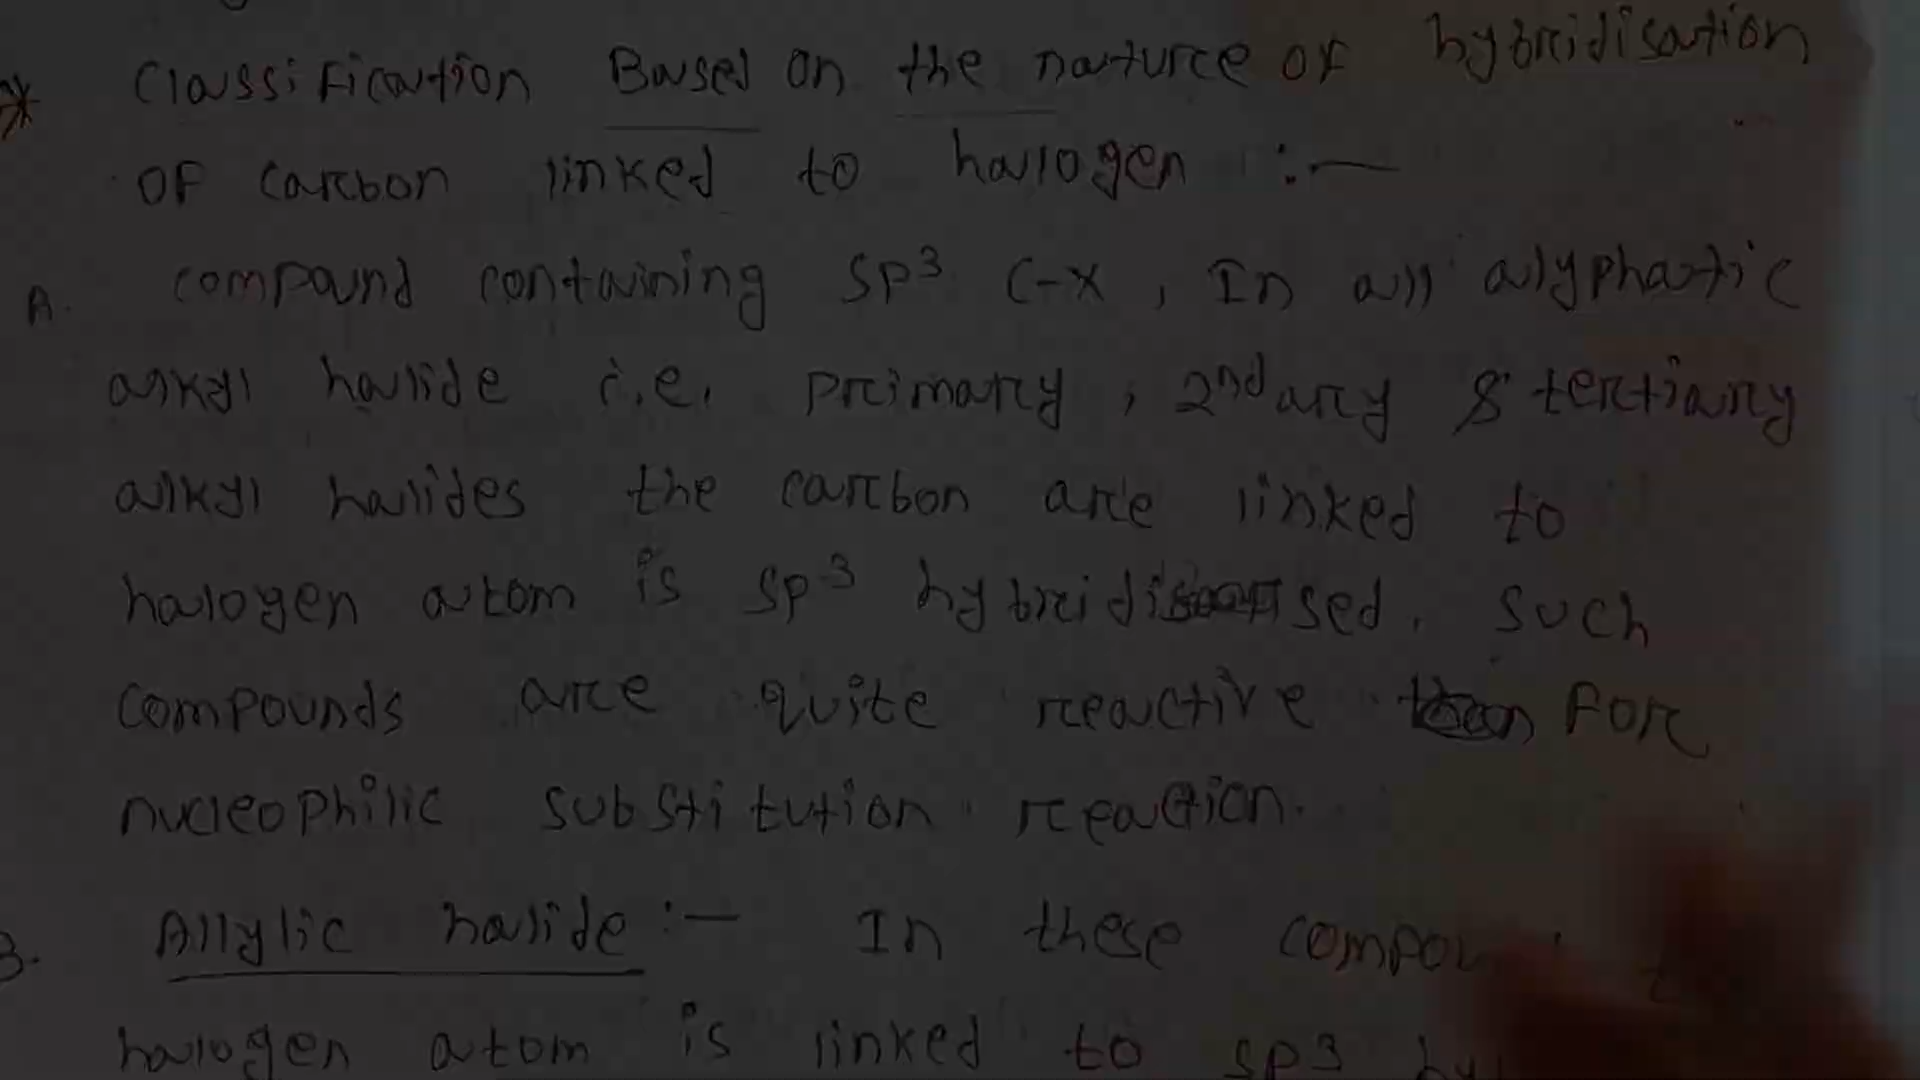 * Classification Based on the nature of hybridisation
of carbon linked to halogen :-
A. compound containing sp³ C-X, In all alyphatic
alkyl halide i.e. primary, 2ndary & tertiary
alkyl halides the carbon are linked to
halogen atom is sp³ hybridised. Such
compounds are quite reactive for
nucleophilic substitution reaction.
B. Allylic halide :- In these
halogen atom is linked to sp3